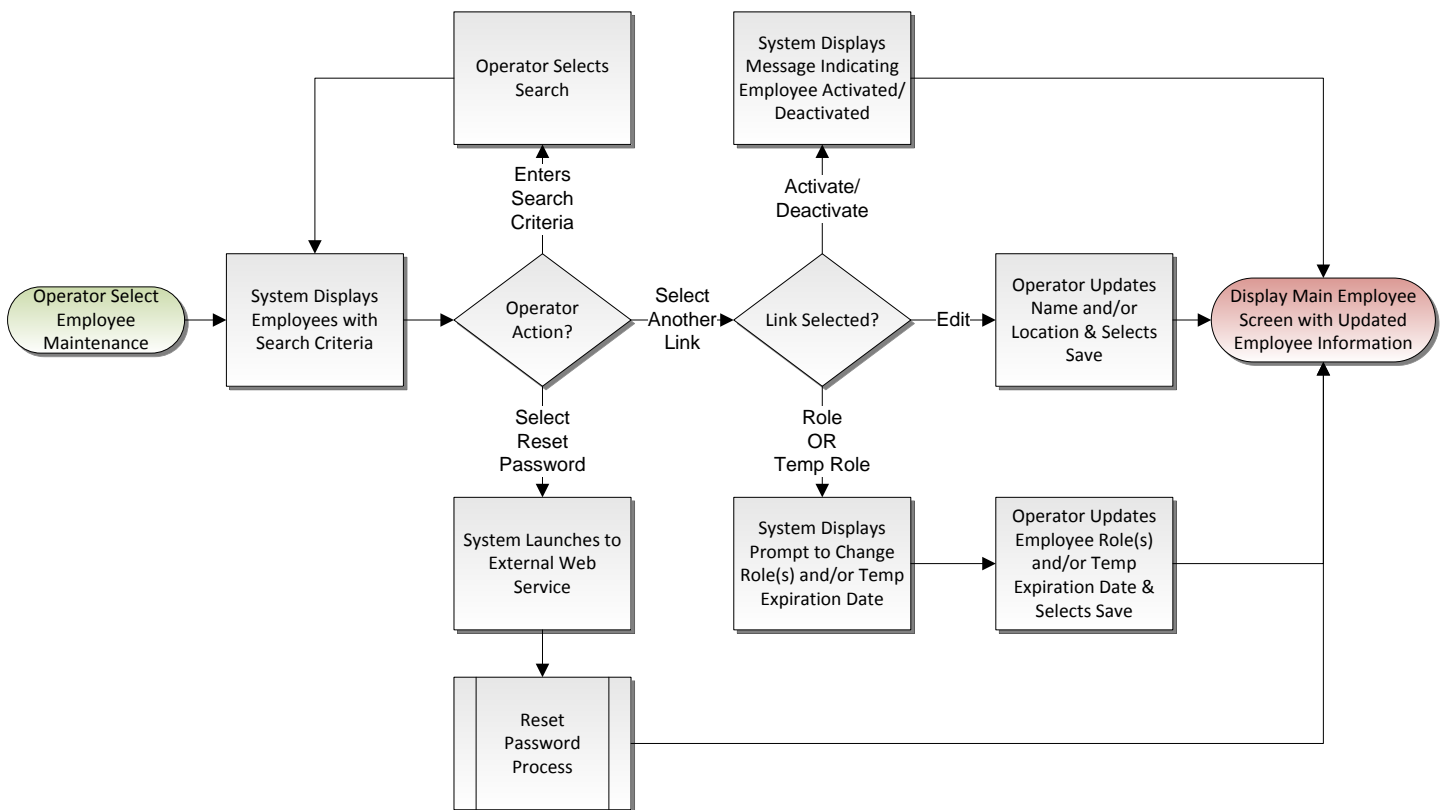 Operator Selects
Search
System Displays
Message Indicating
Employee Activated/
Deactivated
Enters
Search
Criteria
Activate/
Deactivate
Operator Select
Employee
Maintenance
System Displays
Employees with
Search Criteria
Operator
Action?
Select
Another
Link
Link Selected?
Edit
Operator Updates
Name and/or
Location & Selects
Save
Display Main Employee
Screen with Updated
Employee Information
Select
Reset
Password
Role
OR
Temp Role
System Launches to
External Web
Service
System Displays
Prompt to Change
Role(s) and/or Temp
Expiration Date
Operator Updates
Employee Role(s)
and/or Temp
Expiration Date &
Selects Save
Reset
Password
Process